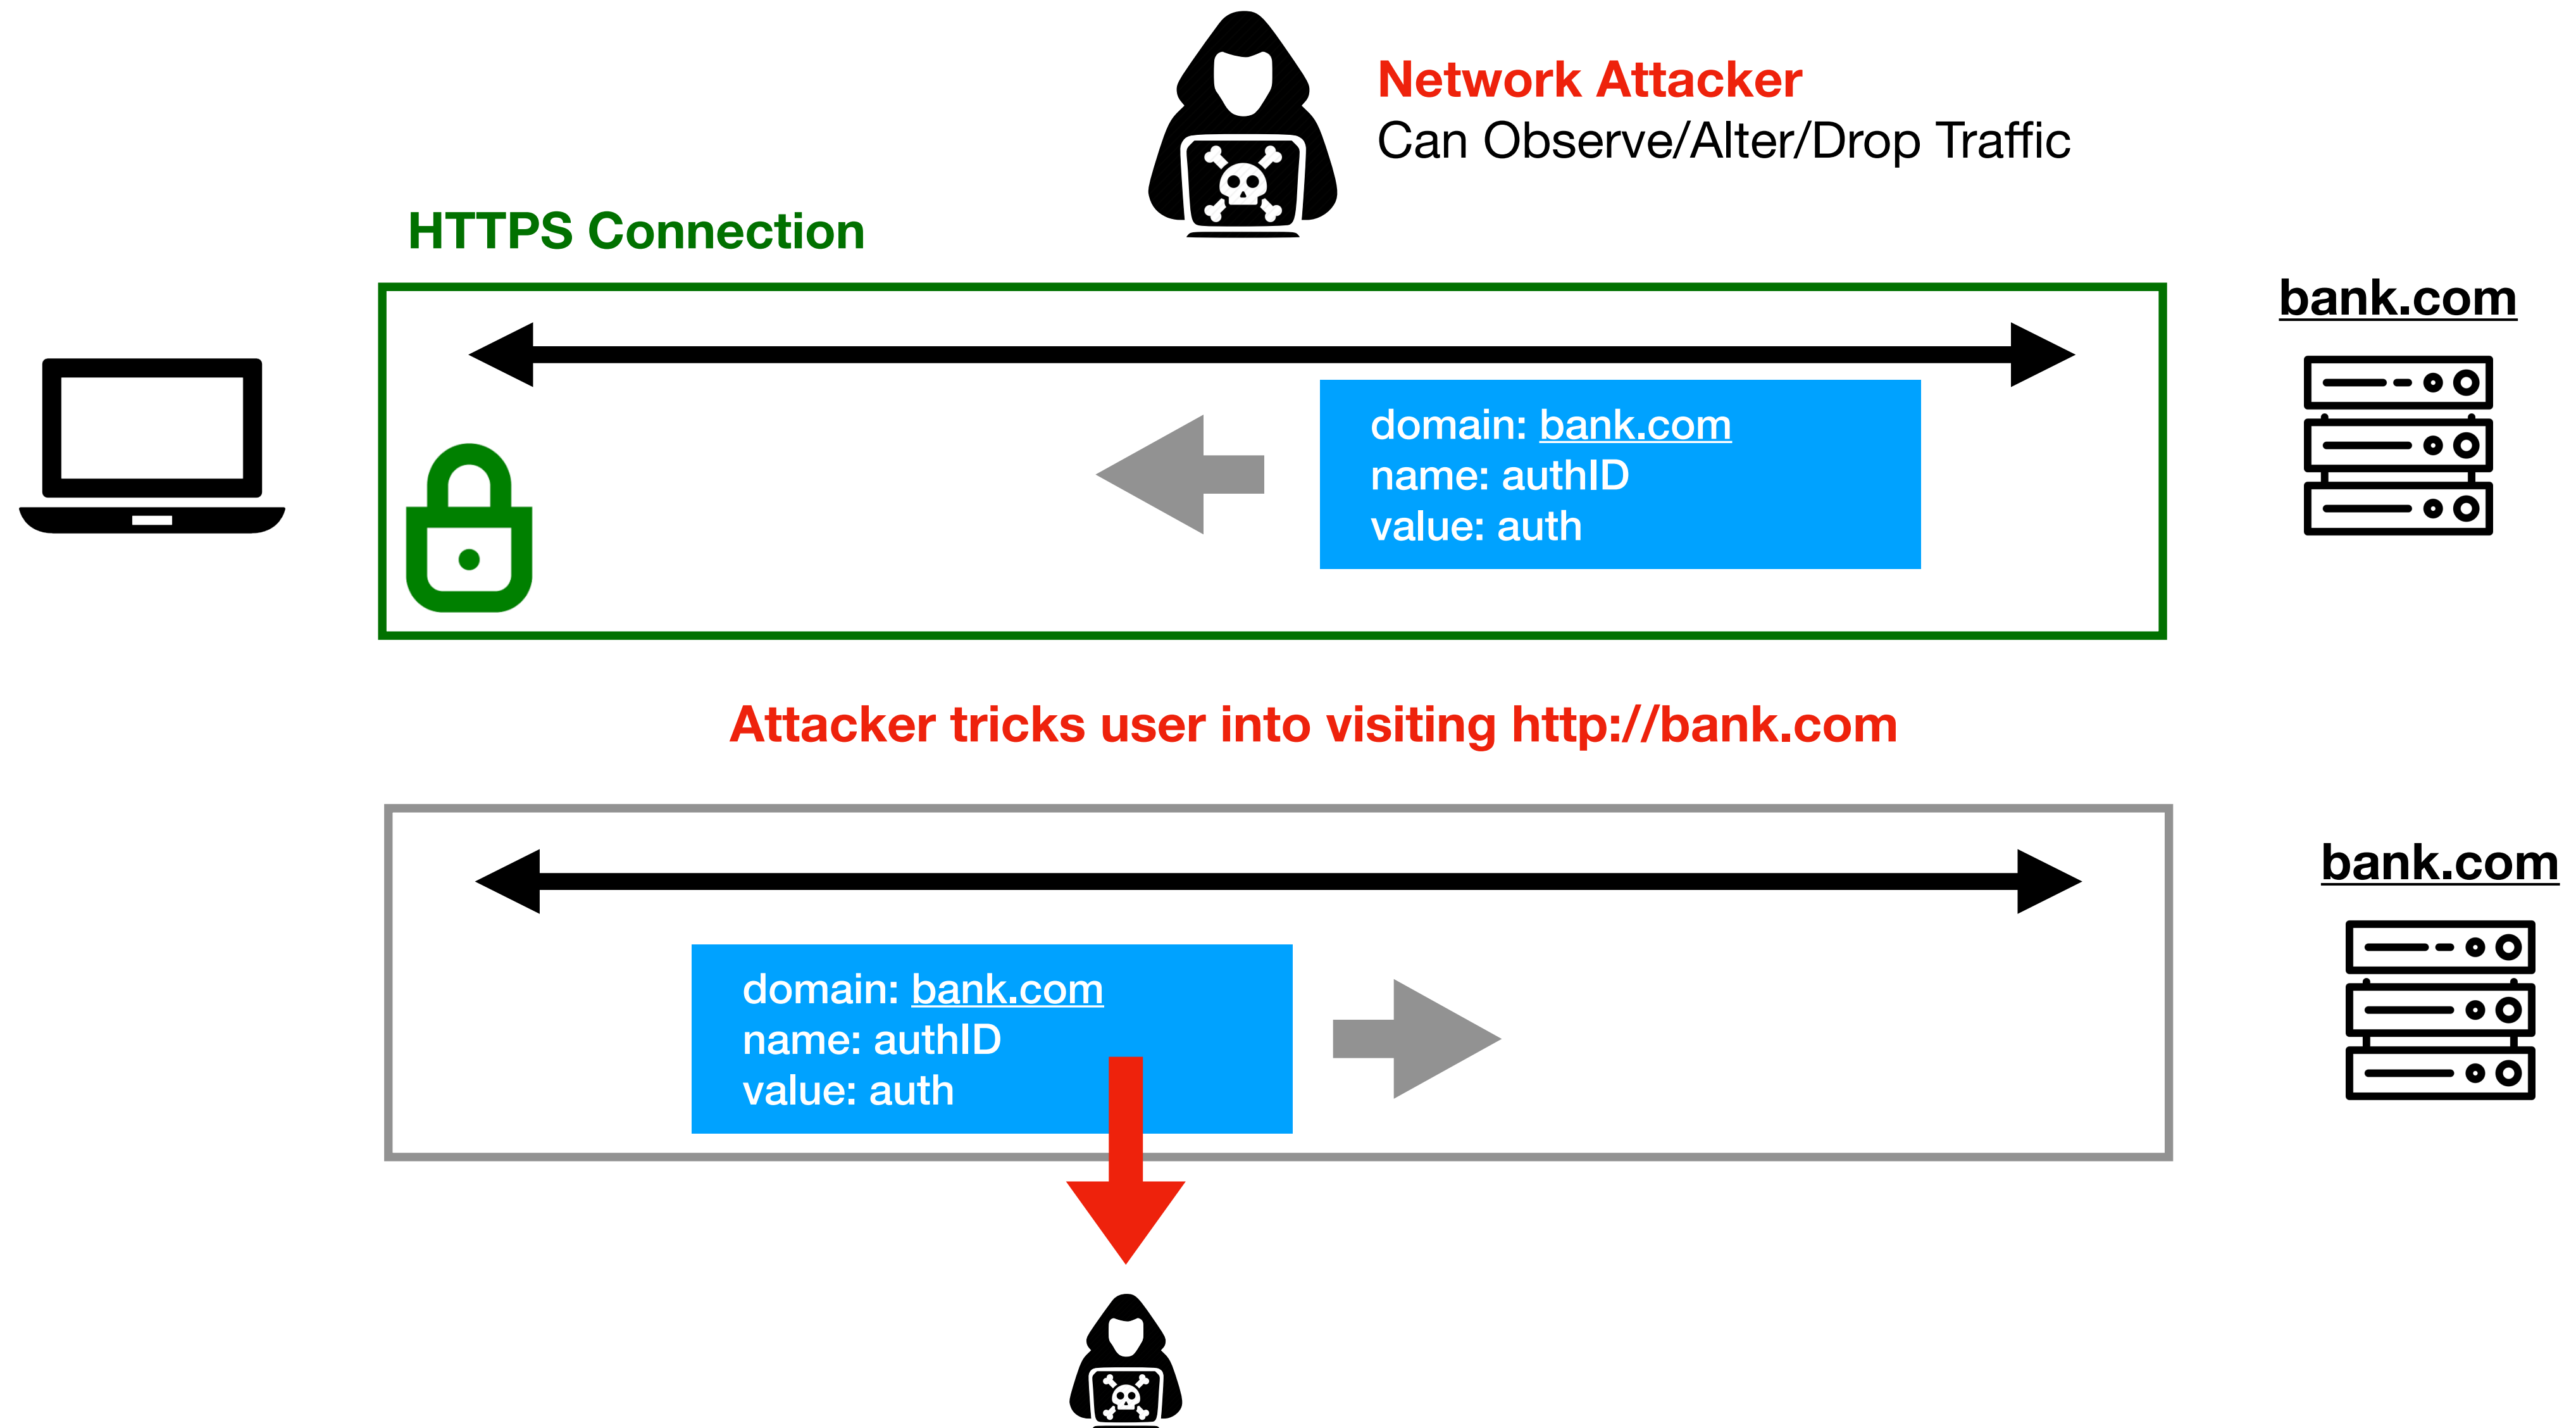 Network Attacker
Can Observe/Alter/Drop Traffic
HTTPS Connection
bank.com
domain: bank.com
name: authID
value: auth
Attacker tricks user into visiting http://bank.com
bank.com
domain: bank.com
name: authID
value: auth